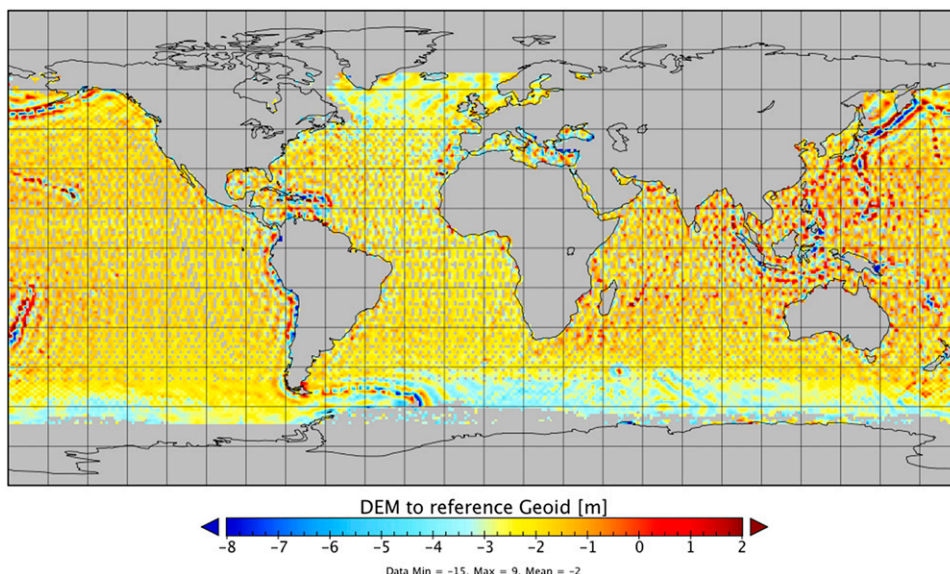 DEM to reference Geoid [m]
-8 -7 -6 -5 -4 -3 -2 -1 0 1 2
Data Min = -15, Max = 9, Mean = -2